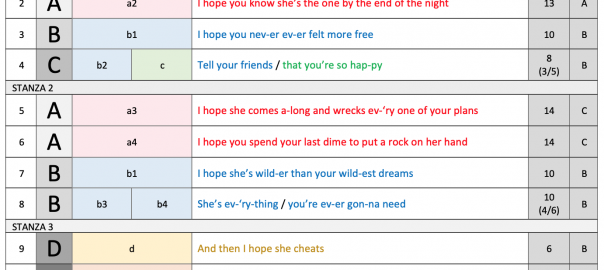 2 A a2 I hope you know she's the one by the end of the night 13 A
3 B b1 I hope you nev-er ev-er felt more free 10 B
4 C b2 c Tell your friends / that you're so hap-py 8 (3/5) B
STANZA 2
5 A a3 I hope she comes a-long and wrecks ev-'ry one of your plans 14 C
6 A a4 I hope you spend your last dime to put a rock on her hand 14 C
7 B b1 I hope she's wild-er than your wild-est dreams 10 B
8 B b3 b4 She's ev-'ry-thing / you're ev-er gon-na need 10 (4/6) B
STANZA 3
9 D d And then I hope she cheats 6 B